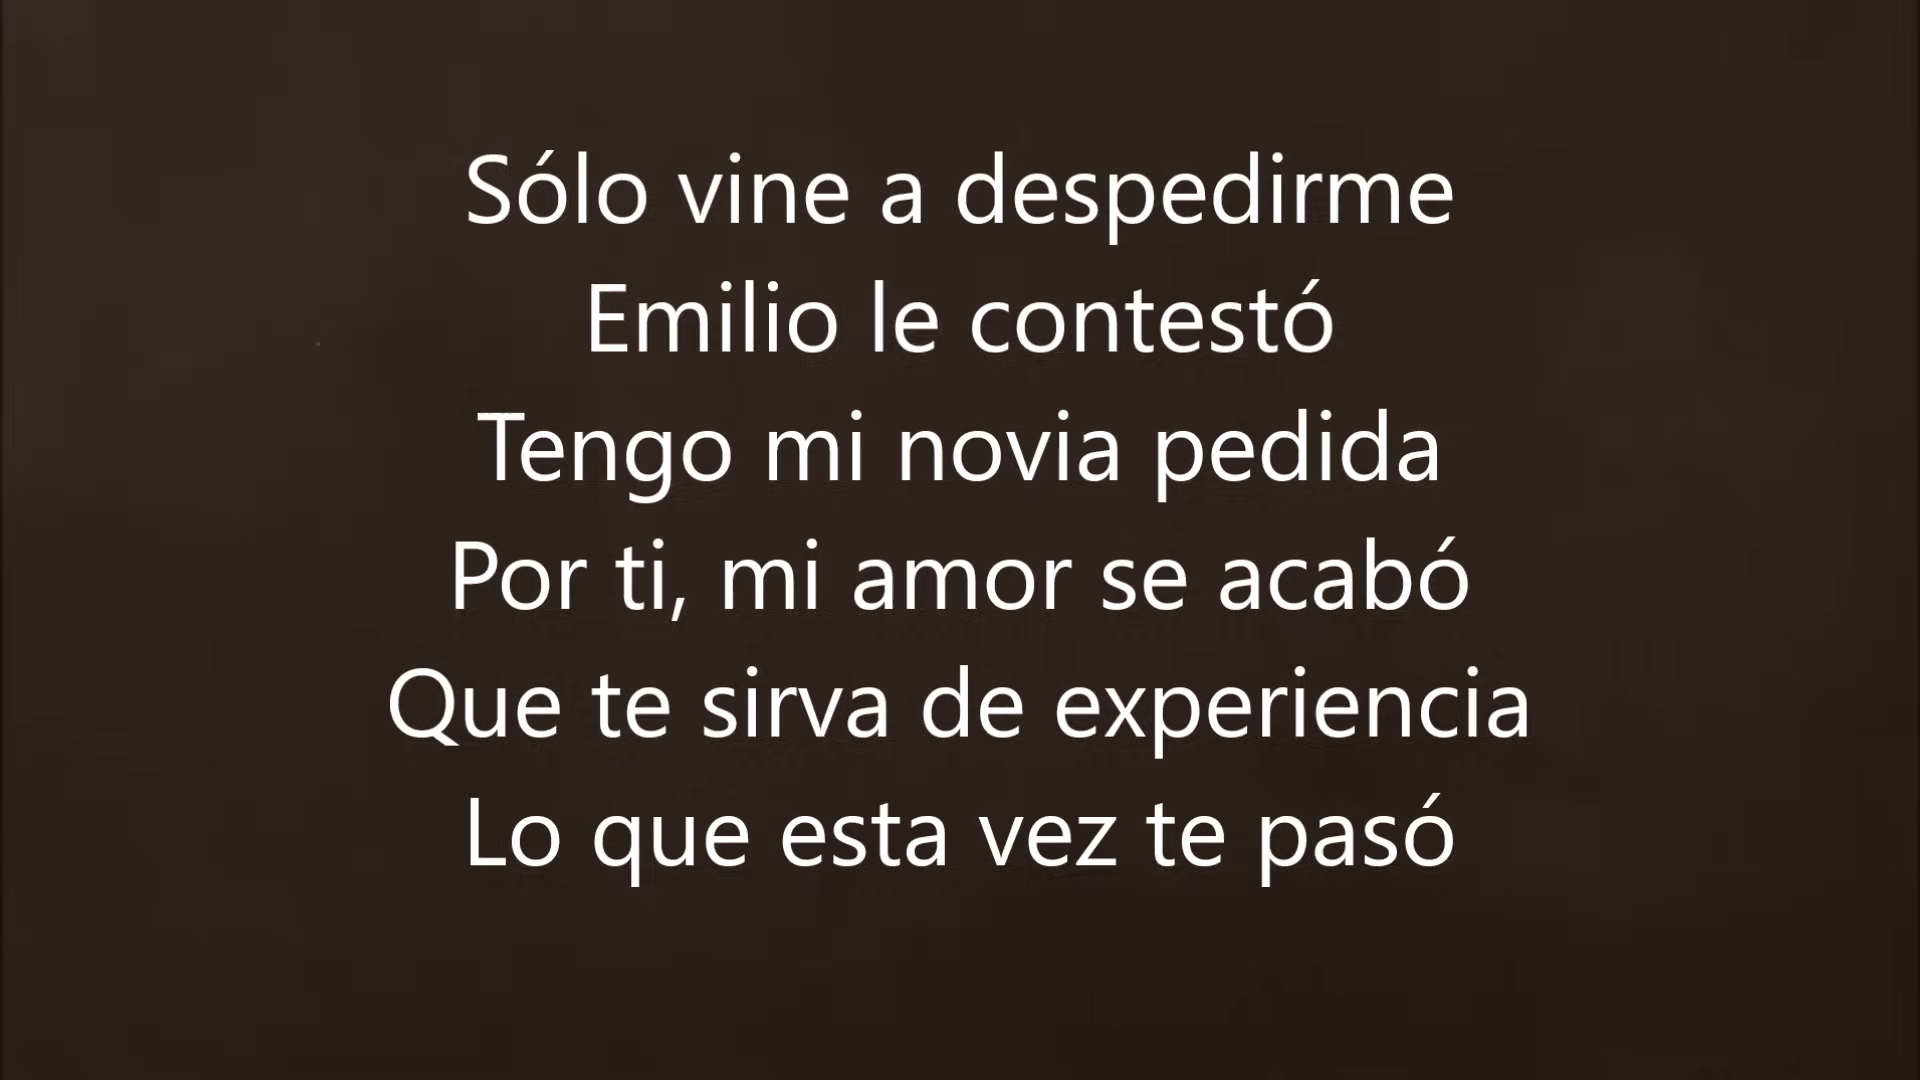 Sólo vine a despedirme
Emilio le contestó
Tengo mi novia pedida
Por ti, mi amor se acabó
Que te sirva de experiencia
Lo que esta vez te pasó